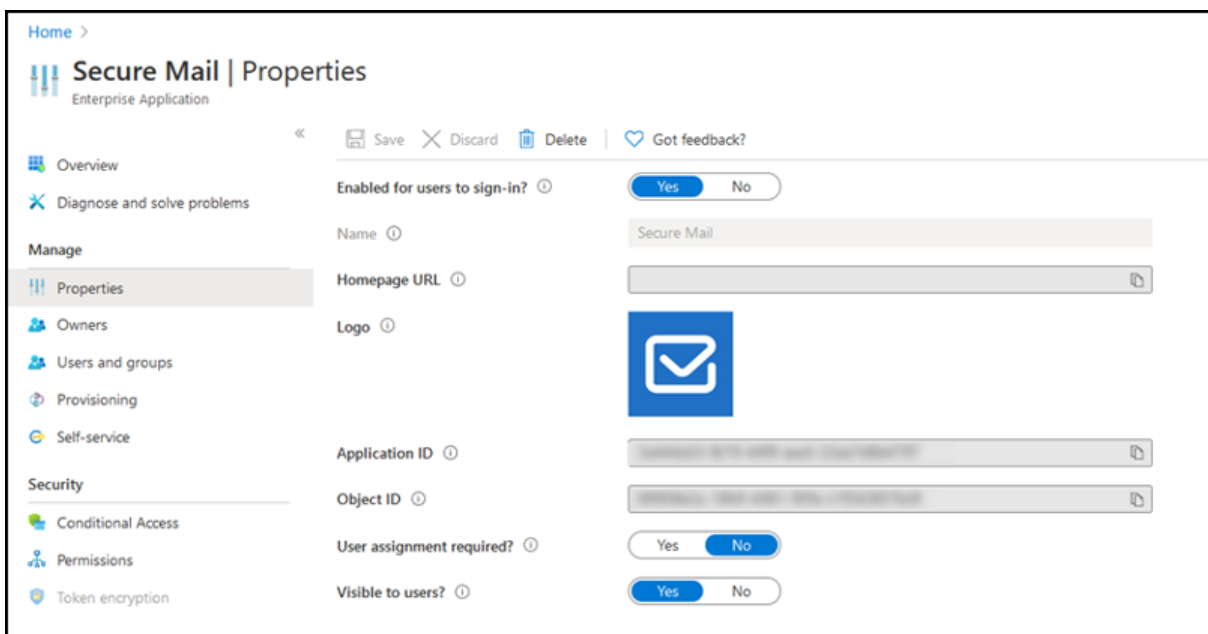 Home >
Secure Mail | Properties
Enterprise Application
«
Save Discard Delete Got feedback?
Overview
Diagnose and solve problems
Manage
Properties
Owners
Users and groups
Provisioning
Self-service
Security
Conditional Access
Permissions
Token encryption
Enabled for users to sign-in? Yes No
Name Secure Mail
Homepage URL
Logo
Application ID
Object ID
User assignment required? Yes No
Visible to users? Yes No